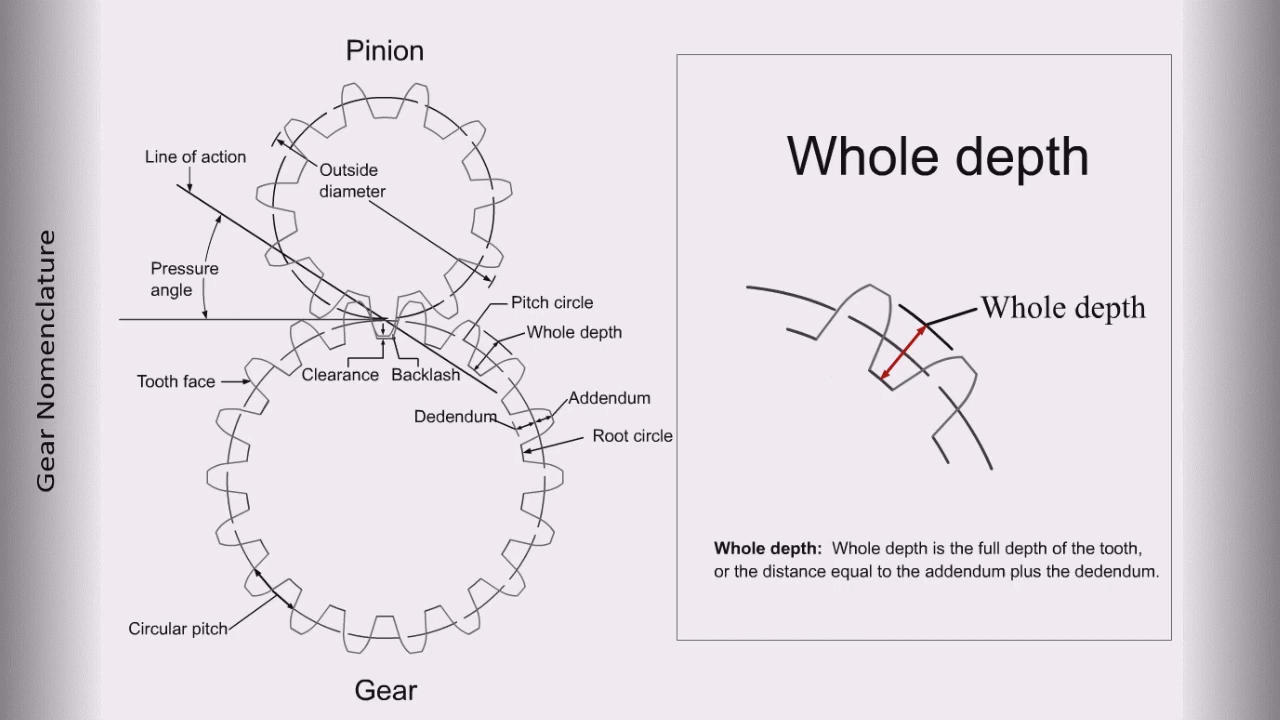 Gear Nomenclature
Pinion
Line of action
Outside
diameter
Pressure
angle
Pitch circle
Whole depth
Clearance
Backlash
Tooth face
Addendum
Dedendum
Root circle
Circular pitch
Gear
Whole depth
Whole depth
Whole depth: Whole depth is the full depth of the tooth,
or the distance equal to the addendum plus the dedendum.